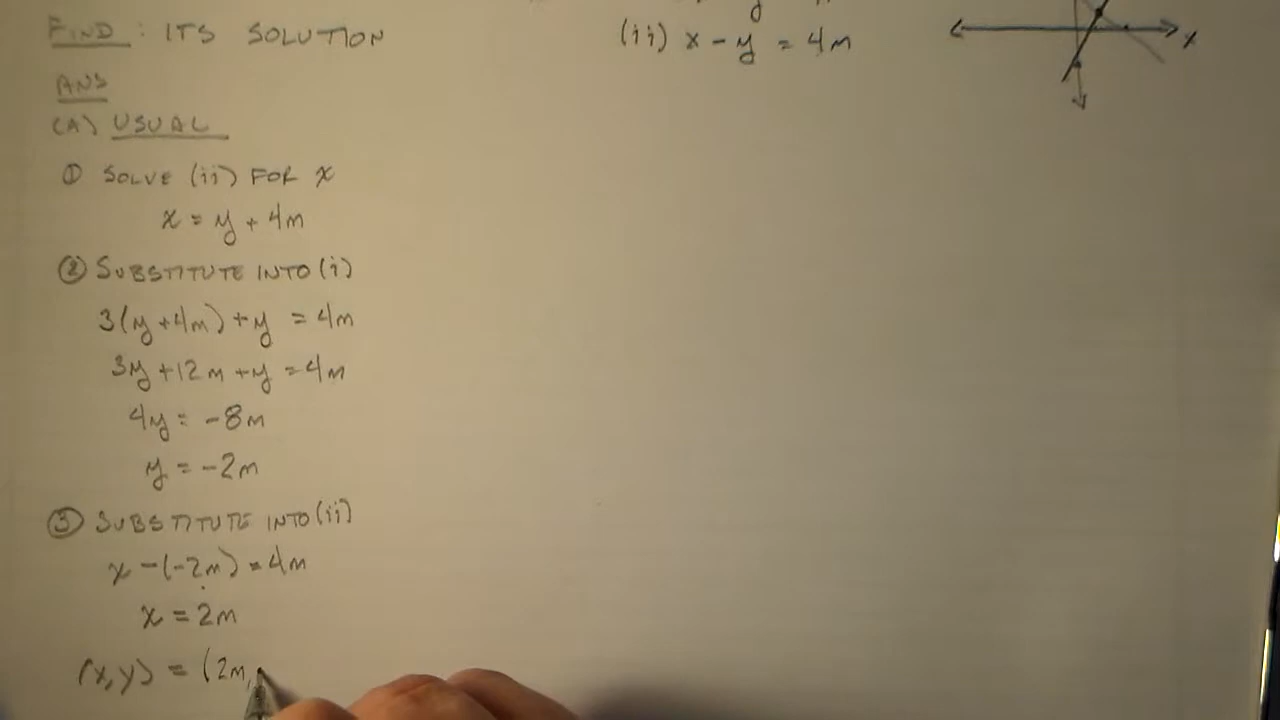 FIND: ITS SOLUTION
(ii) x - y = 4m
x
ANS
(A) USUAL
① SOLVE (ii) FOR x
x = y + 4m
② SUBSTITUTE INTO (i)
3(y + 4m) + y = 4m
3y + 12m + y = 4m
4y = -8m
y = -2m
③ SUBSTITUTE INTO (ii)
x - (-2m) = 4m
x = 2m
(x, y) = (2m,